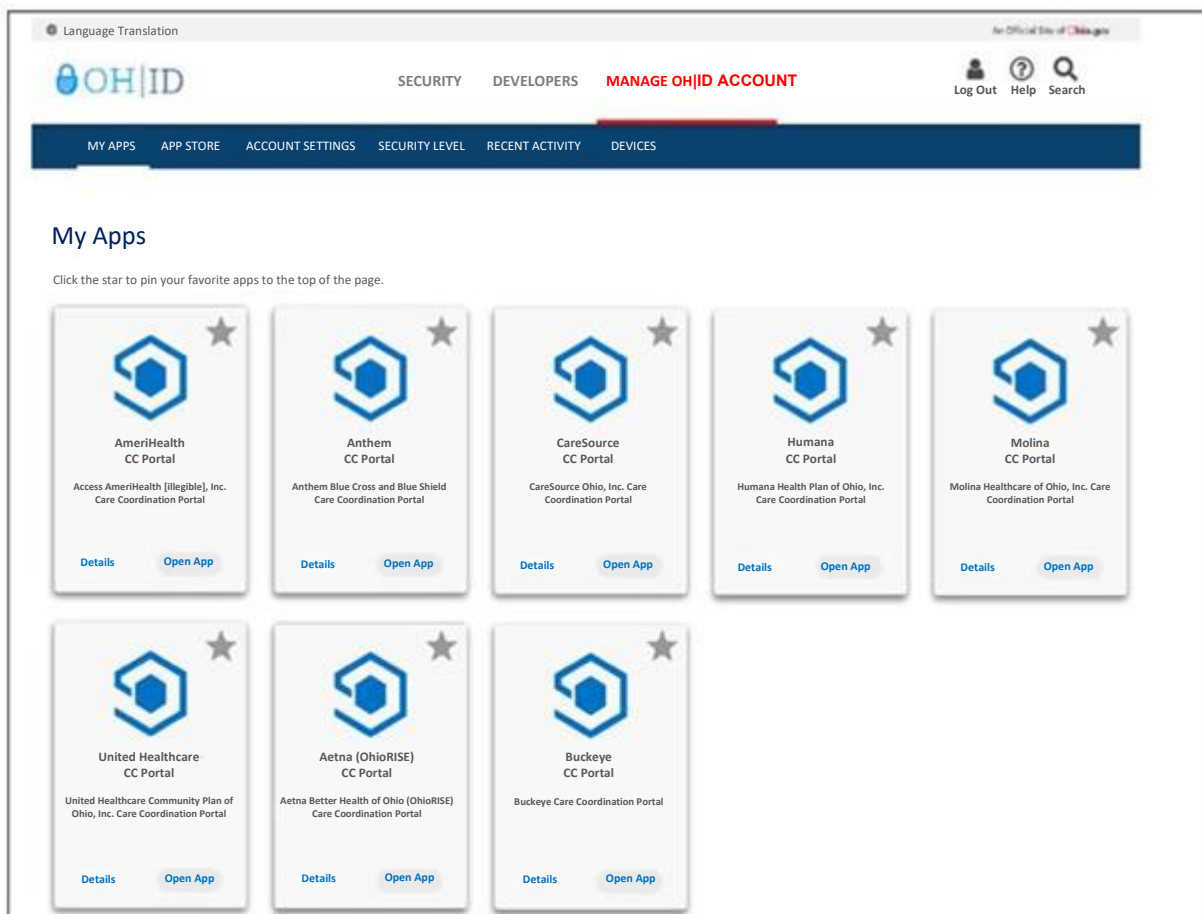 Language Translation
An Official Site of Ohio.gov
OH|ID
SECURITY DEVELOPERS MANAGE OH|ID ACCOUNT
Log Out Help Search
MY APPS APP STORE ACCOUNT SETTINGS SECURITY LEVEL RECENT ACTIVITY DEVICES
My Apps
Click the star to pin your favorite apps to the top of the page.
AmeriHealth
CC Portal
Access AmeriHealth [illegible], Inc.
Care Coordination Portal
Details Open App
Anthem
CC Portal
Anthem Blue Cross and Blue Shield
Care Coordination Portal
Details Open App
CareSource
CC Portal
CareSource Ohio, Inc. Care
Coordination Portal
Details Open App
Humana
CC Portal
Humana Health Plan of Ohio, Inc.
Care Coordination Portal
Details Open App
Molina
CC Portal
Molina Healthcare of Ohio, Inc. Care
Coordination Portal
Details Open App
United Healthcare
CC Portal
United Healthcare Community Plan of
Ohio, Inc. Care Coordination Portal
Details Open App
Aetna (OhioRISE)
CC Portal
Aetna Better Health of Ohio (OhioRISE)
Care Coordination Portal
Details Open App
Buckeye
CC Portal
Buckeye Care Coordination Portal
Details Open App